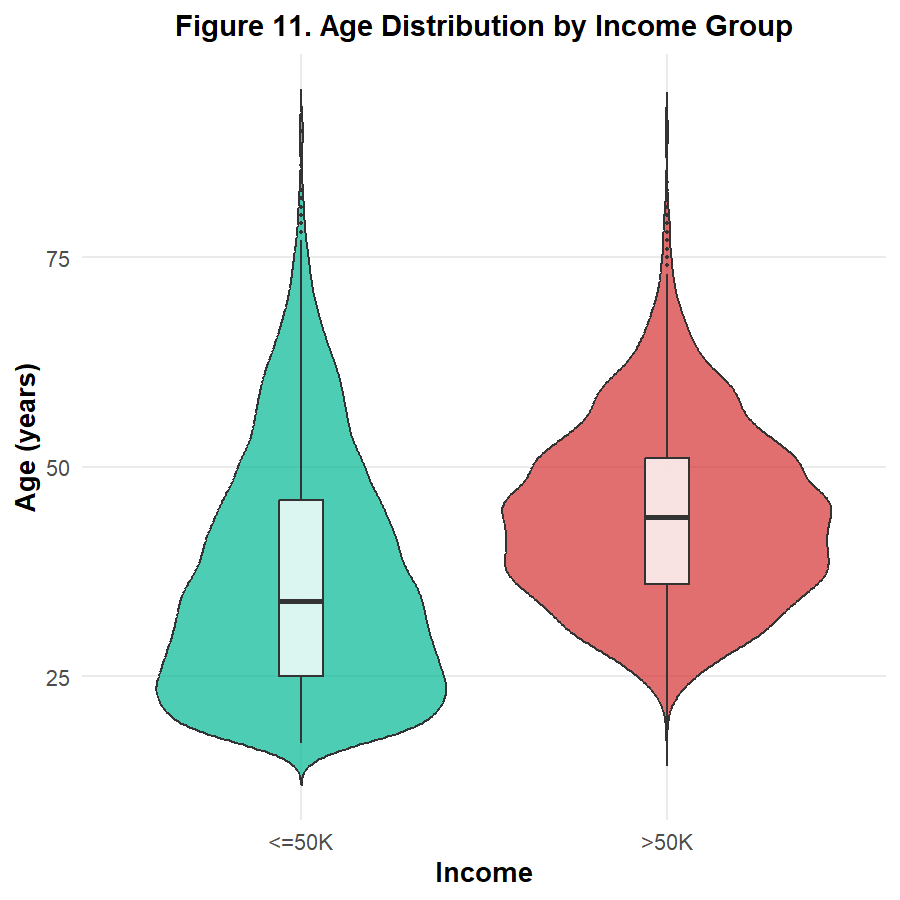 Figure 11. Age Distribution by Income Group
75
50
25
Age (years)
<=50K
>50K
Income